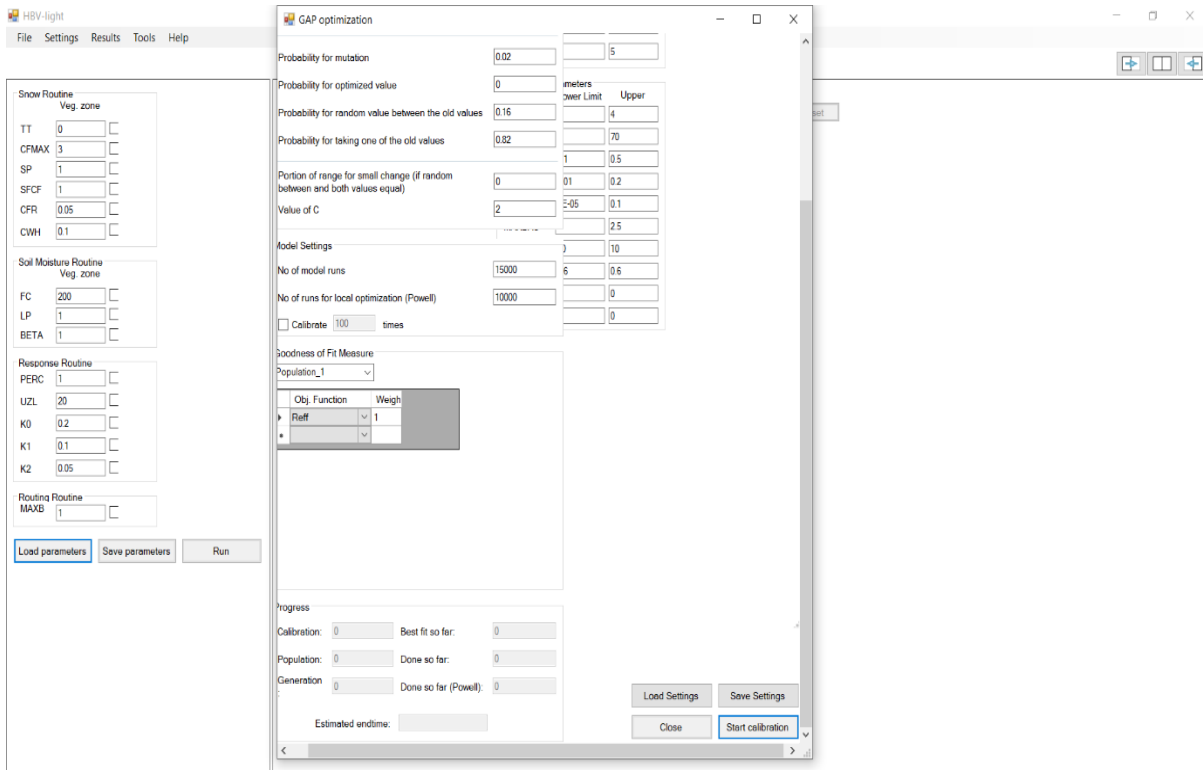 HBV-light
File Settings Results Tools Help
Snow Routine
Veg. zone
TT 0
CFMAX 3
SP 1
SFCF 1
CFR 0.05
CWH 0.1
Soil Moisture Routine
Veg. zone
FC 200
LP 1
BETA 1
Response Routine
PERC 1
UZL 20
K0 0.2
K1 0.1
K2 0.05
Routing Routine
MAXB 1
Load parameters Save parameters Run
GAP optimization
Probability for mutation 0.02
Probability for optimized value 0
Probability for random value between the old values 0.16
Probability for taking one of the old values 0.82
Portion of range for small change (if random
between and both values equal) 0
Value of C 2
Model Settings
No of model runs 15000
No of runs for local optimization (Powell) 10000
Calibrate 100 times
Goodness of Fit Measure
Population_1
Obj. Function Weigh
Reff 1
Progress
Calibration: 0 Best fit so far: 0
Population: 0 Done so far: 0
Generation
: 0 Done so far (Powell): 0
Estimated endtime:
5
meters
ower Limit Upper
4
70
1 0.5
01 0.2
E-05 0.1
2.5
0 10
6 0.6
0
0
Load Settings Save Settings
Close Start calibration
set